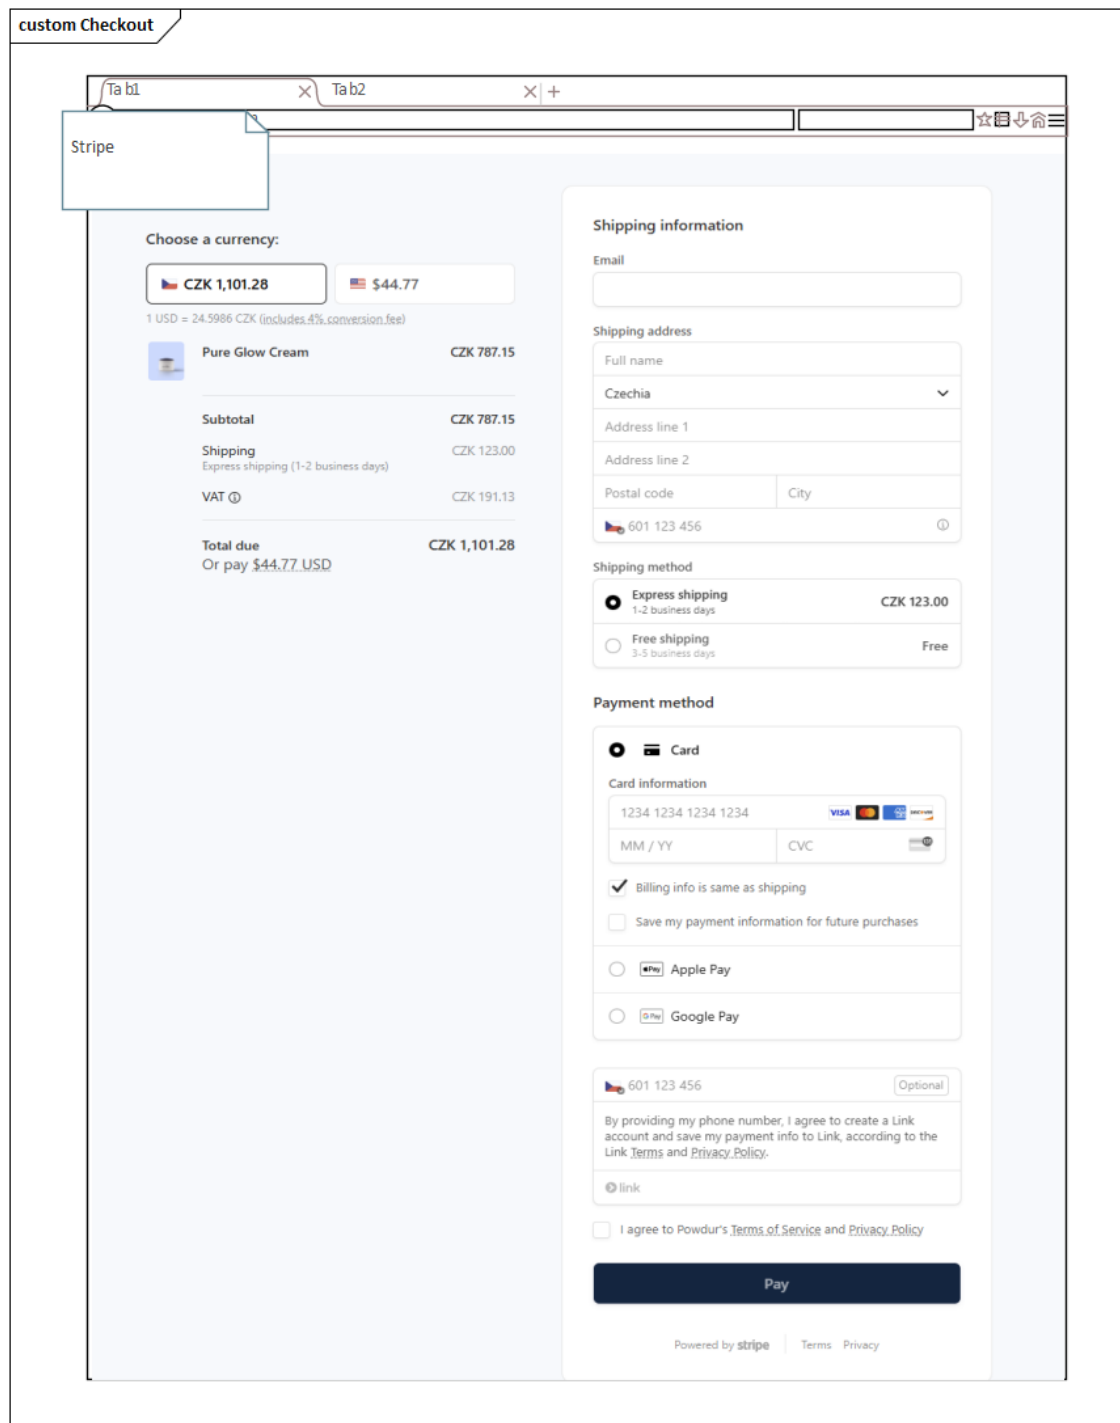 custom Checkout
Tab1
Tab2
Stripe
Choose a currency:
CZK 1,101.28
$44.77
1 USD = 24.5986 CZK (includes 4% conversion fee)
Pure Glow Cream CZK 787.15
Subtotal CZK 787.15
Shipping CZK 123.00
Express shipping (1-2 business days)
VAT CZK 191.13
Total due CZK 1,101.28
Or pay $44.77 USD
Shipping information
Email
Shipping address
Full name
Czechia
Address line 1
Address line 2
Postal code City
601 123 456
Shipping method
Express shipping CZK 123.00
1-2 business days
Free shipping Free
3-5 business days
Payment method
Card
Card information
1234 1234 1234 1234 VISA
MM / YY CVC
Billing info is same as shipping
Save my payment information for future purchases
Pay Apple Pay
G Pay Google Pay
601 123 456 Optional
By providing my phone number, I agree to create a Link
account and save my payment info to Link, according to the
Link Terms and Privacy Policy.
link
I agree to Powdur's Terms of Service and Privacy Policy
Pay
Powered by stripe Terms Privacy